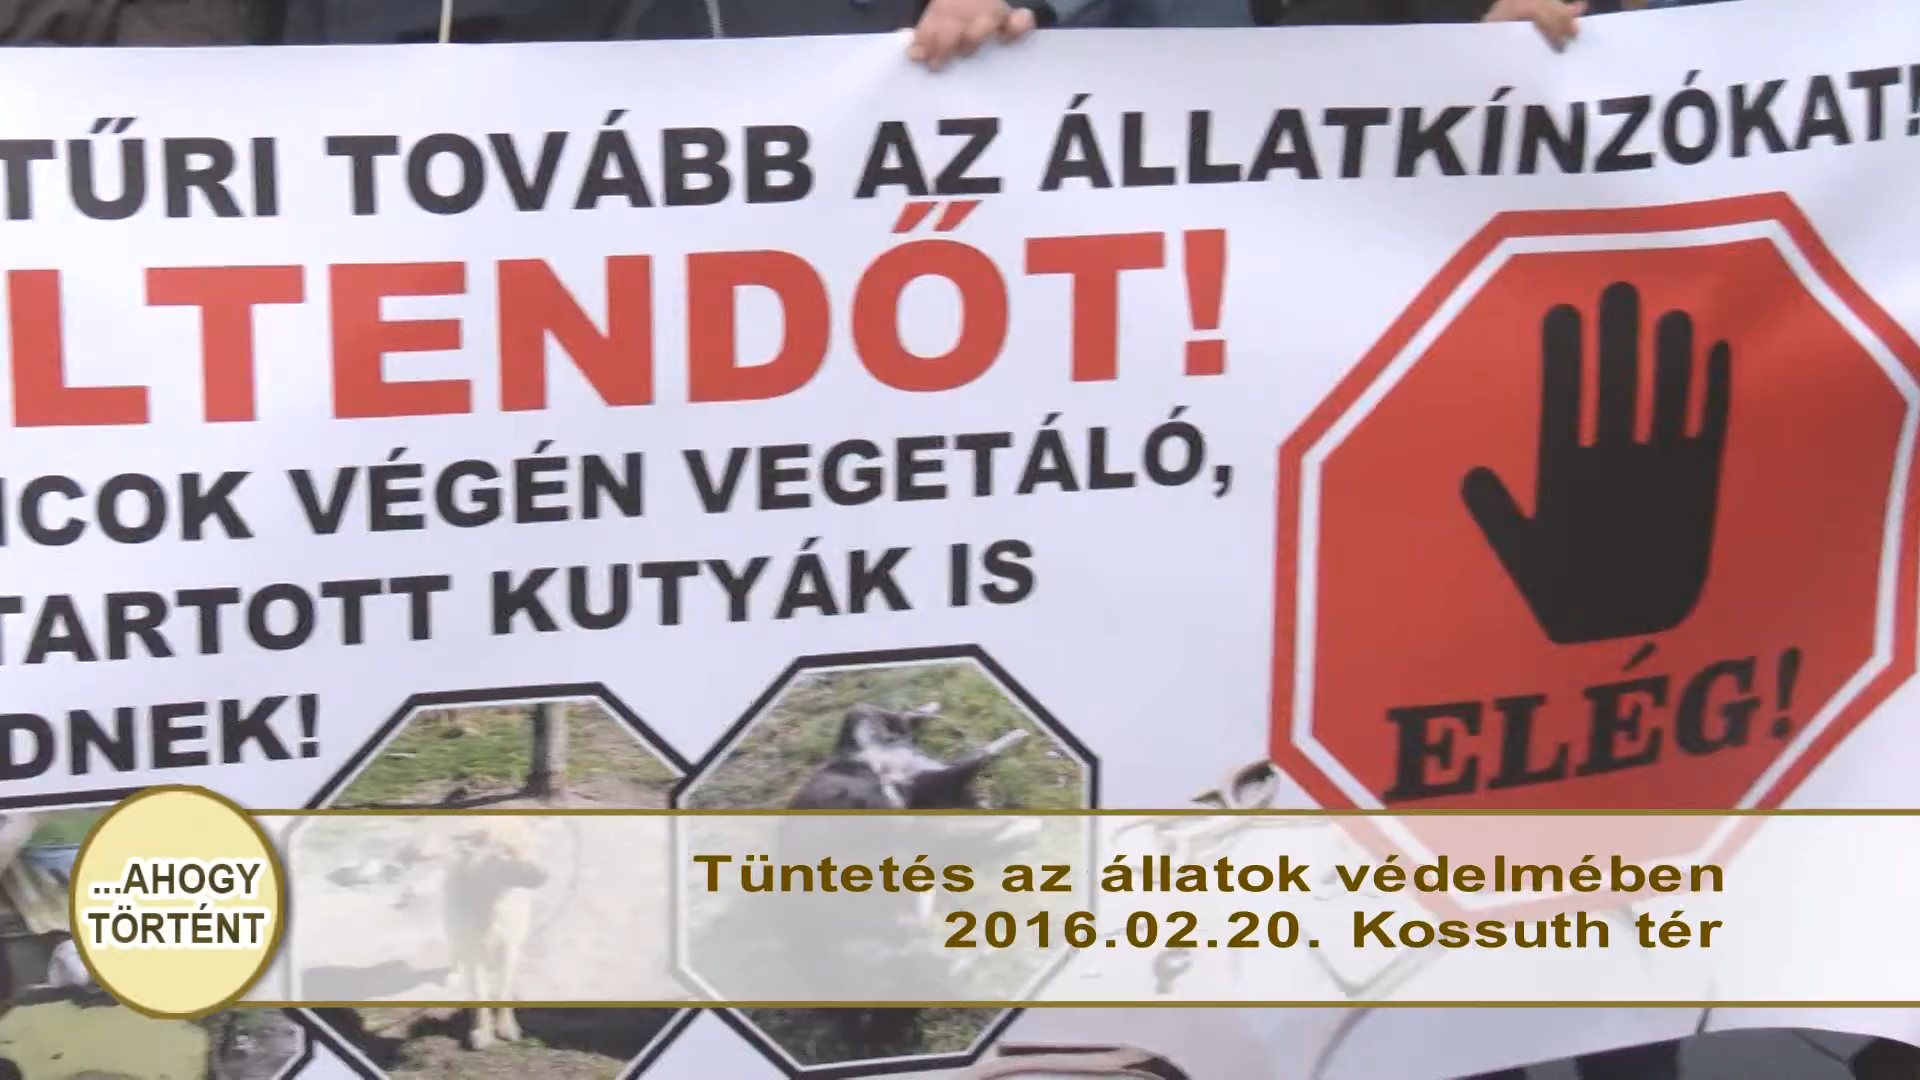 TŰRI TOVÁBB AZ ÁLLATKÍNZÓKAT!
LTENDŐT!
NCOK VÉGÉN VEGETÁLÓ,
TARTOTT KUTYÁK IS
DNEK!
ELÉG!
...AHOGY
TÖRTÉNT
Tüntetés az állatok védelmében
2016.02.20. Kossuth tér